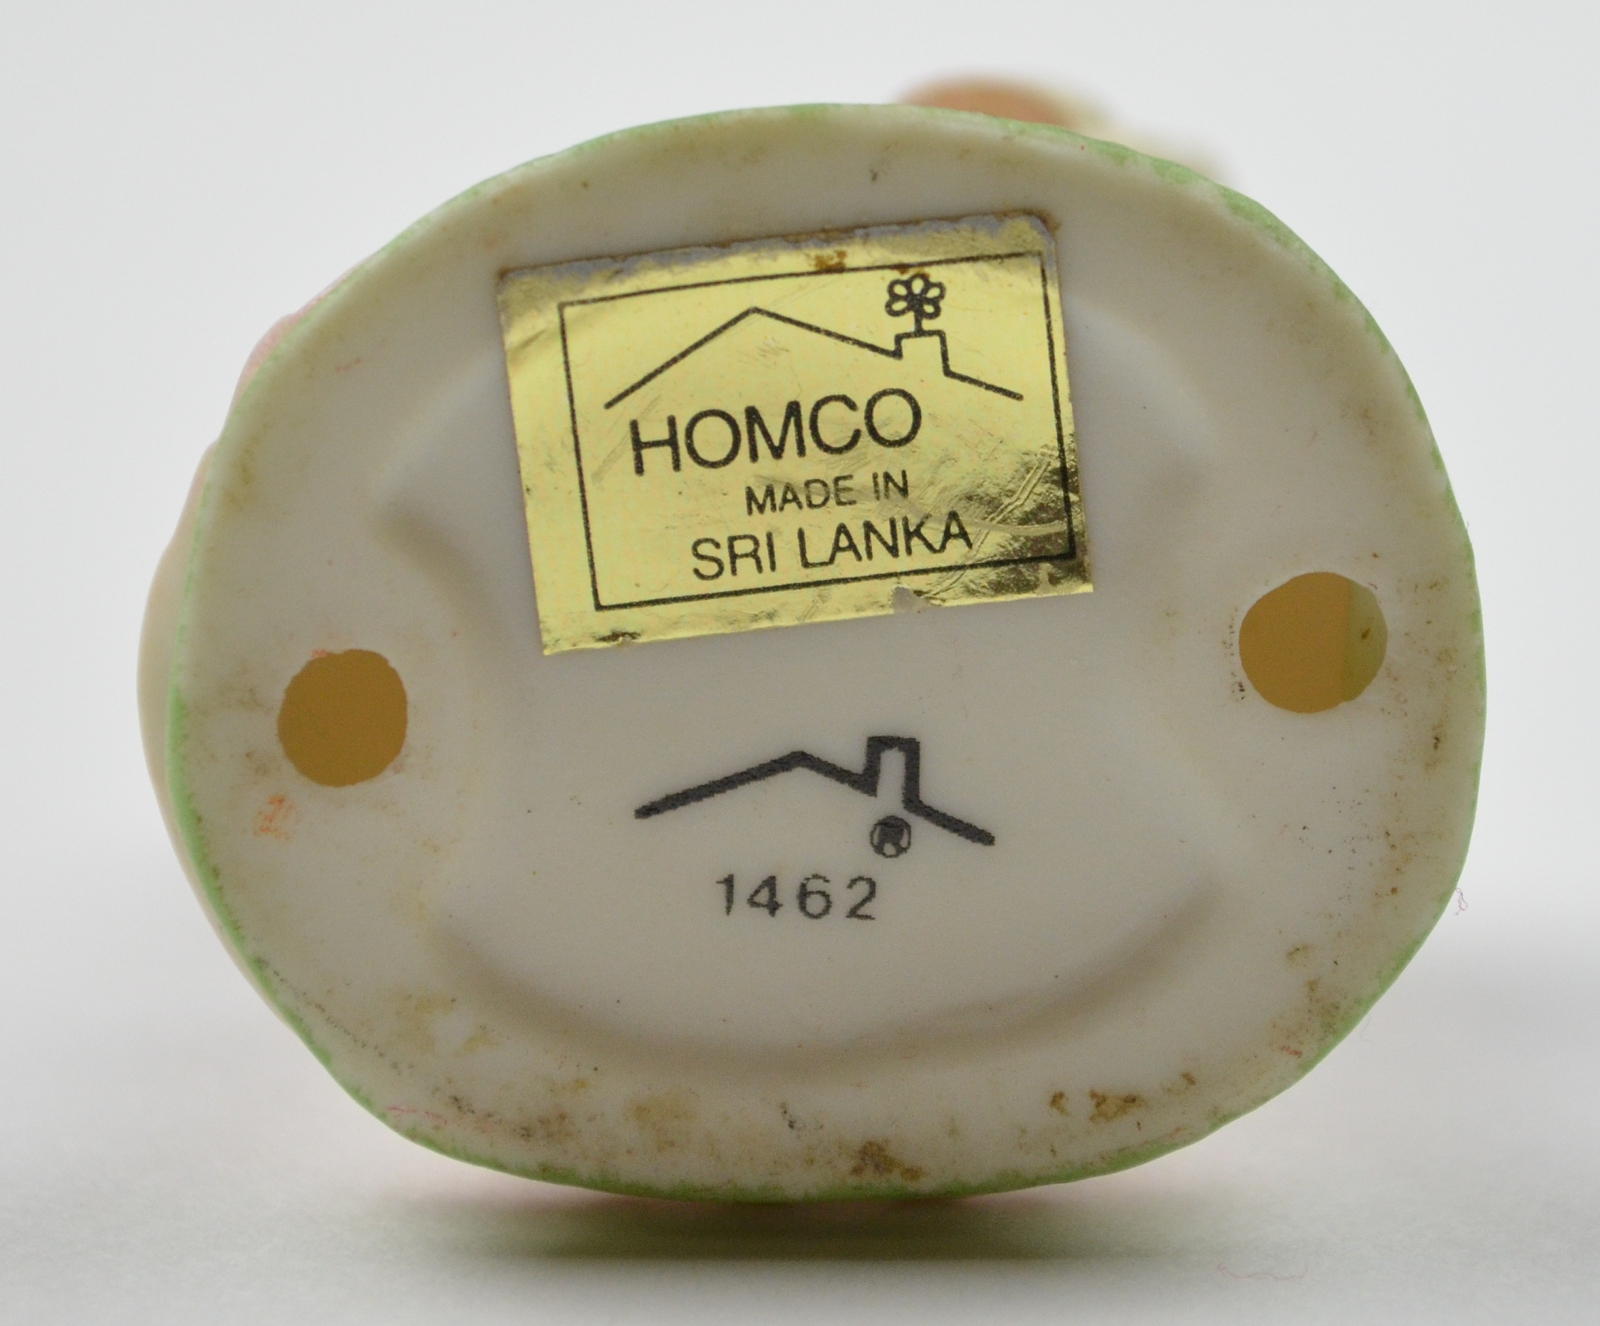 HOMCO
MADE IN
SRI LANKA
®
1462